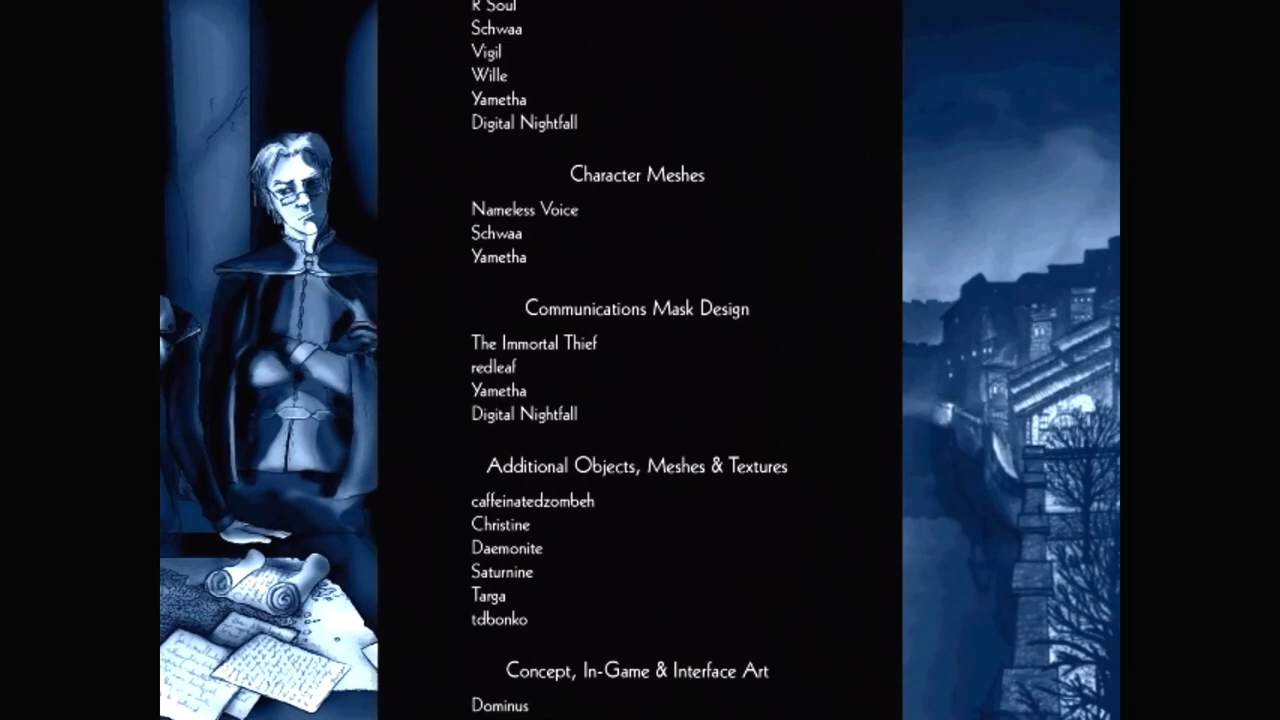 R Soul
Schwaa
Vigil
Wille
Yametha
Digital Nightfall
Character Meshes
Nameless Voice
Schwaa
Yametha
Communications Mask Design
The Immortal Thief
redleaf
Yametha
Digital Nightfall
Additional Objects, Meshes & Textures
caffeinatedzombeh
Christine
Daemonite
Saturnine
Targa
tdbonko
Concept, In-Game & Interface Art
Dominus